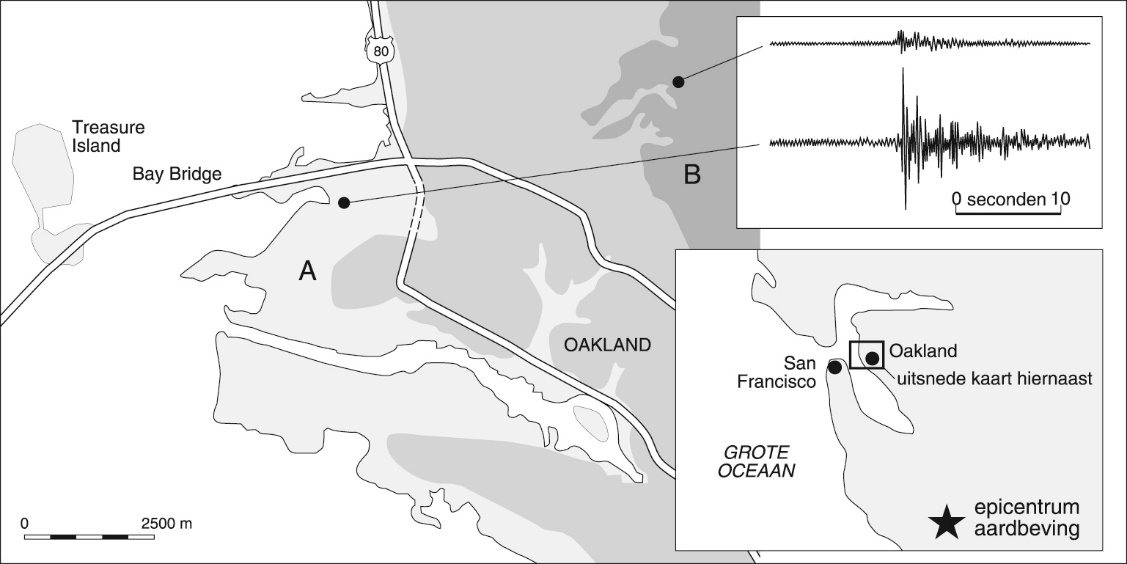 80
Treasure
Island
Bay Bridge
B
0 seconden 10
A
OAKLAND
San
Francisco
Oakland
uitsnede kaart hiernaast
GROTE
OCEAAN
epicentrum
aardbeving
0 2500 m